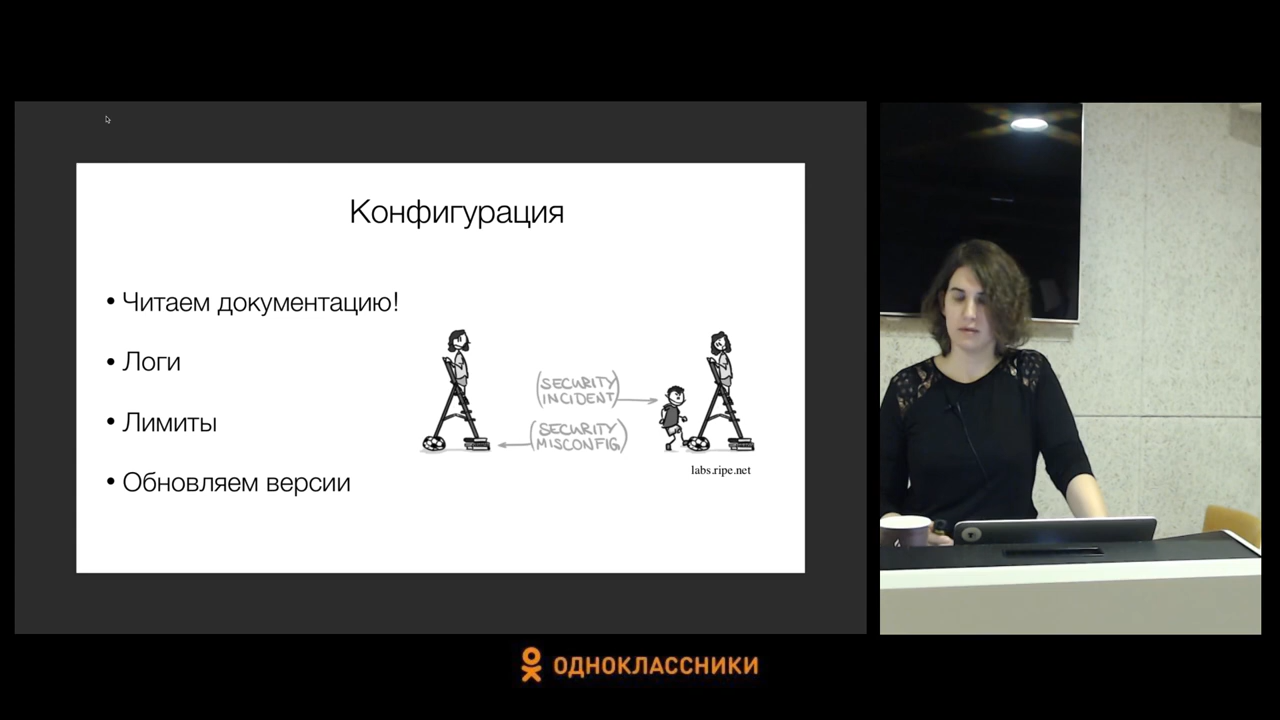 Конфигурация
• Читаем документацию!
• Логи
• Лимиты
• Обновляем версии
(SECURITY
INCIDENT)
(SECURITY
MISCONFIG)
labs.ripe.net
ОДНОКЛАССНИКИ